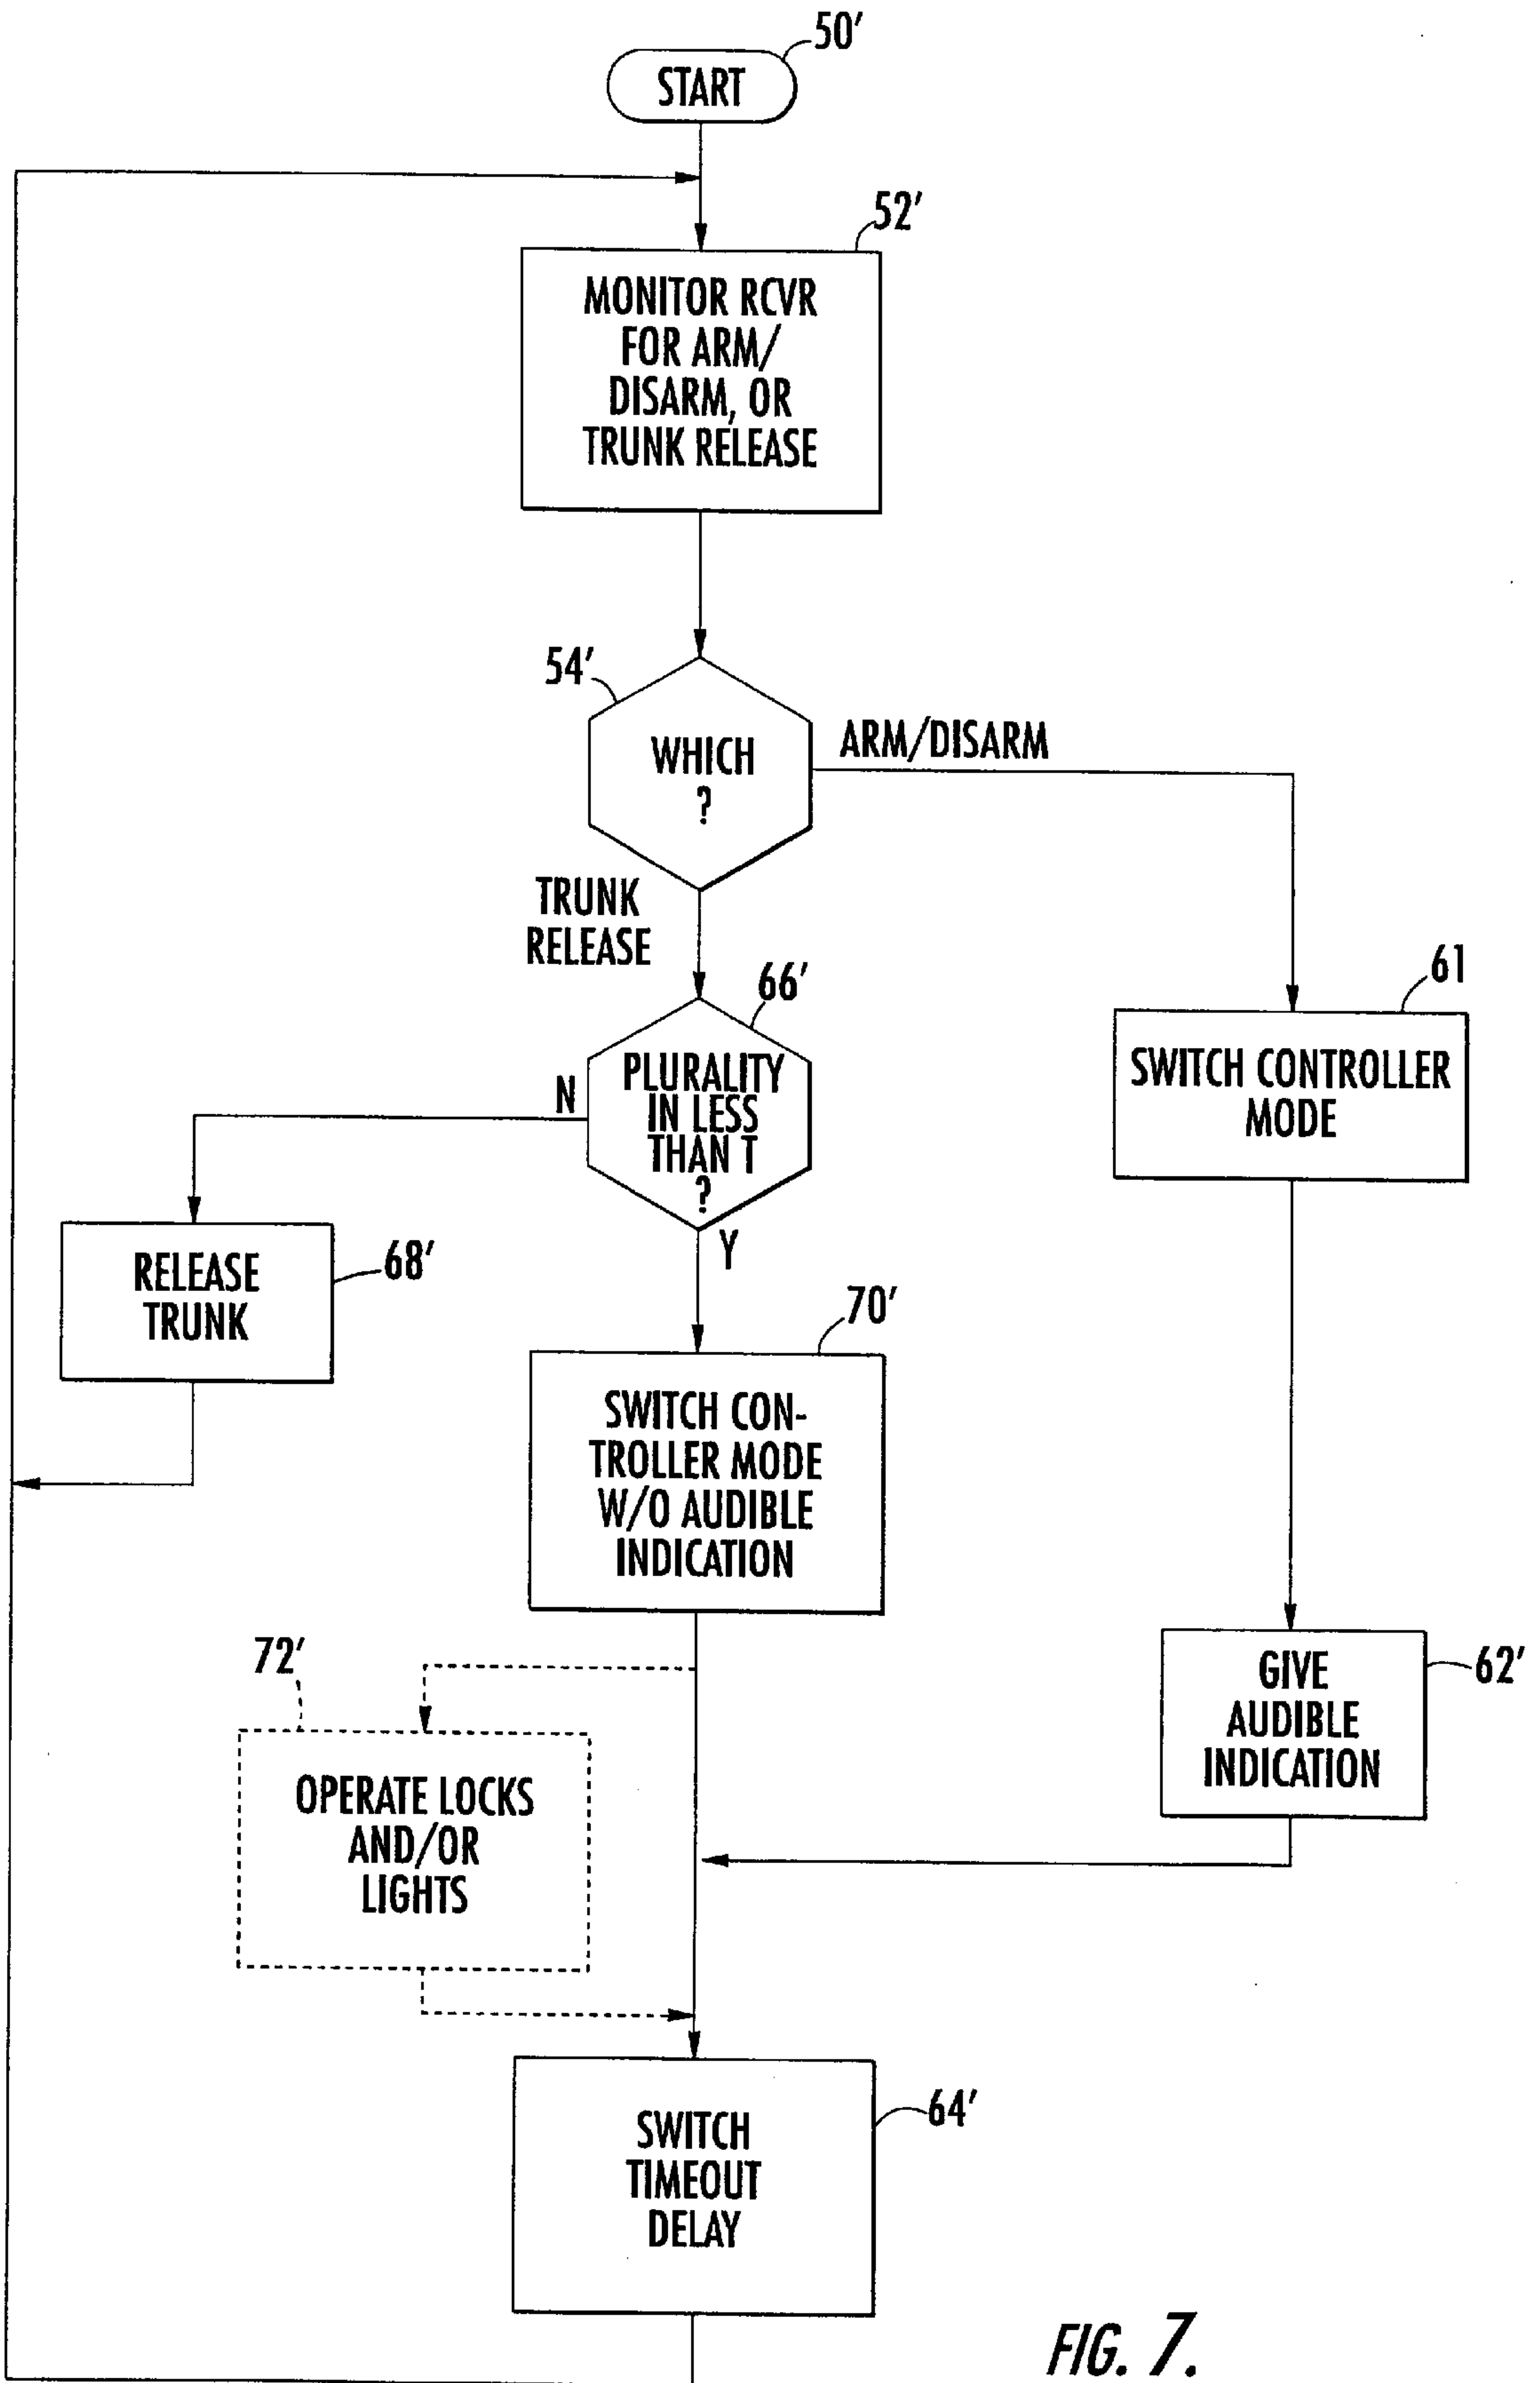 50'
START
52'
MONITOR RCVR
FOR ARM/
DISARM, OR
TRUNK RELEASE
54'
WHICH
?
ARM/DISARM
TRUNK
RELEASE
66'
PLURALITY
IN LESS
THAN T
?
N
Y
61
SWITCH CONTROLLER
MODE
RELEASE
TRUNK
68'
70'
SWITCH CON-
TROLLER MODE
W/O AUDIBLE
INDICATION
72'
OPERATE LOCKS
AND/OR
LIGHTS
GIVE
AUDIBLE
INDICATION
62'
SWITCH
TIMEOUT
DELAY
64'
FIG. 7.